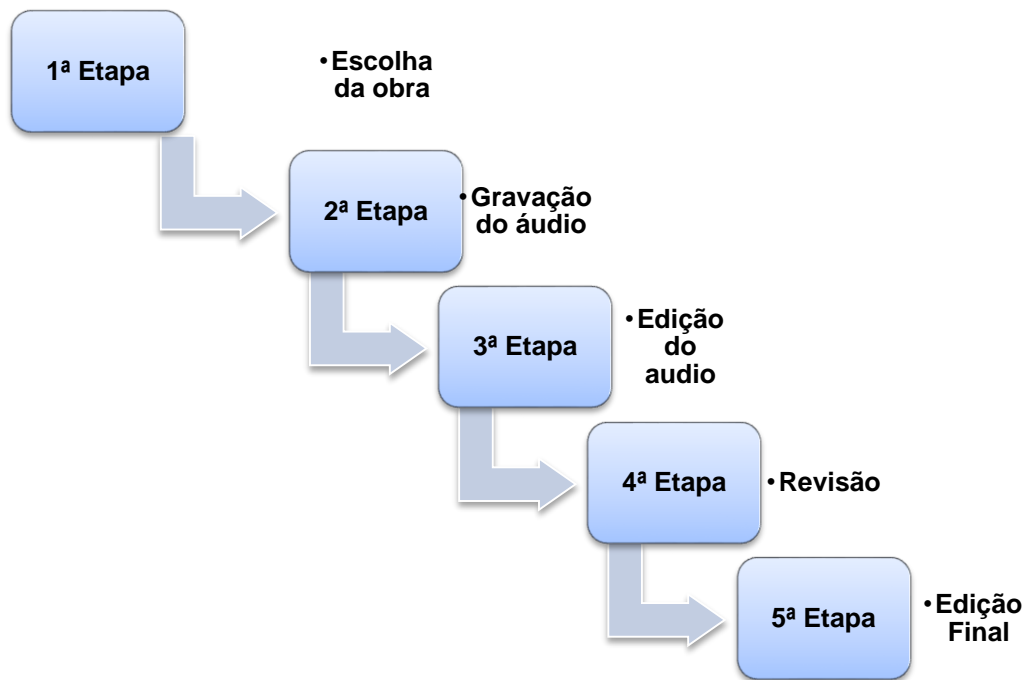 1ª Etapa
•Escolha
da obra
2ª Etapa
•Gravação
do áudio
3ª Etapa
•Edição
do
audio
4ª Etapa
•Revisão
5ª Etapa
•Edição
Final